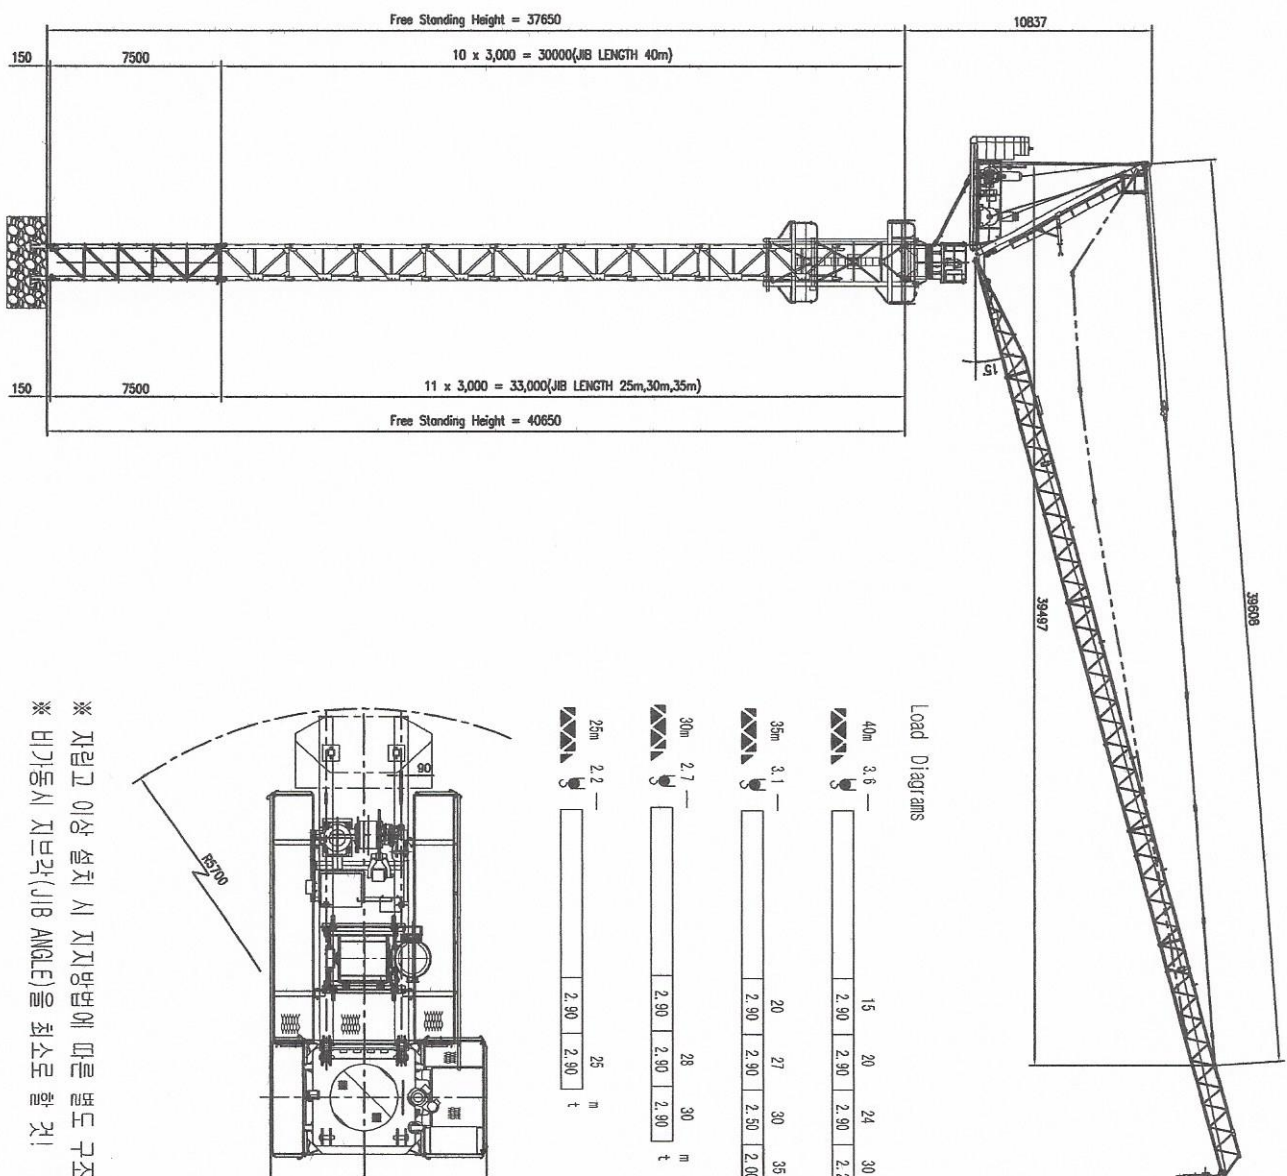 Free Standing Height = 37650
10837
150
7500
10 x 3,000 = 30000(JIB LENGTH 40m)
15°
39497
39608
150
7500
11 x 3,000 = 33,000(JIB LENGTH 25m,30m,35m)
Free Standing Height = 40650
Load Diagrams
40m 3.6 — 15 20 24 30
2.90 2.90 2.90
35m 3.1 — 20 27 30 35
2.90 2.90 2.50
30m 2.7 — 28 30 m
2.90 2.90 2.90 t
25m 2.2 — 25 m
2.90 2.90 t
90
R5700
※ 자립고 이상 설치 시 지지방법에 따른 별도 구조
※ 비가동시 지브각(JIB ANGLE)을 최소로 할 것!